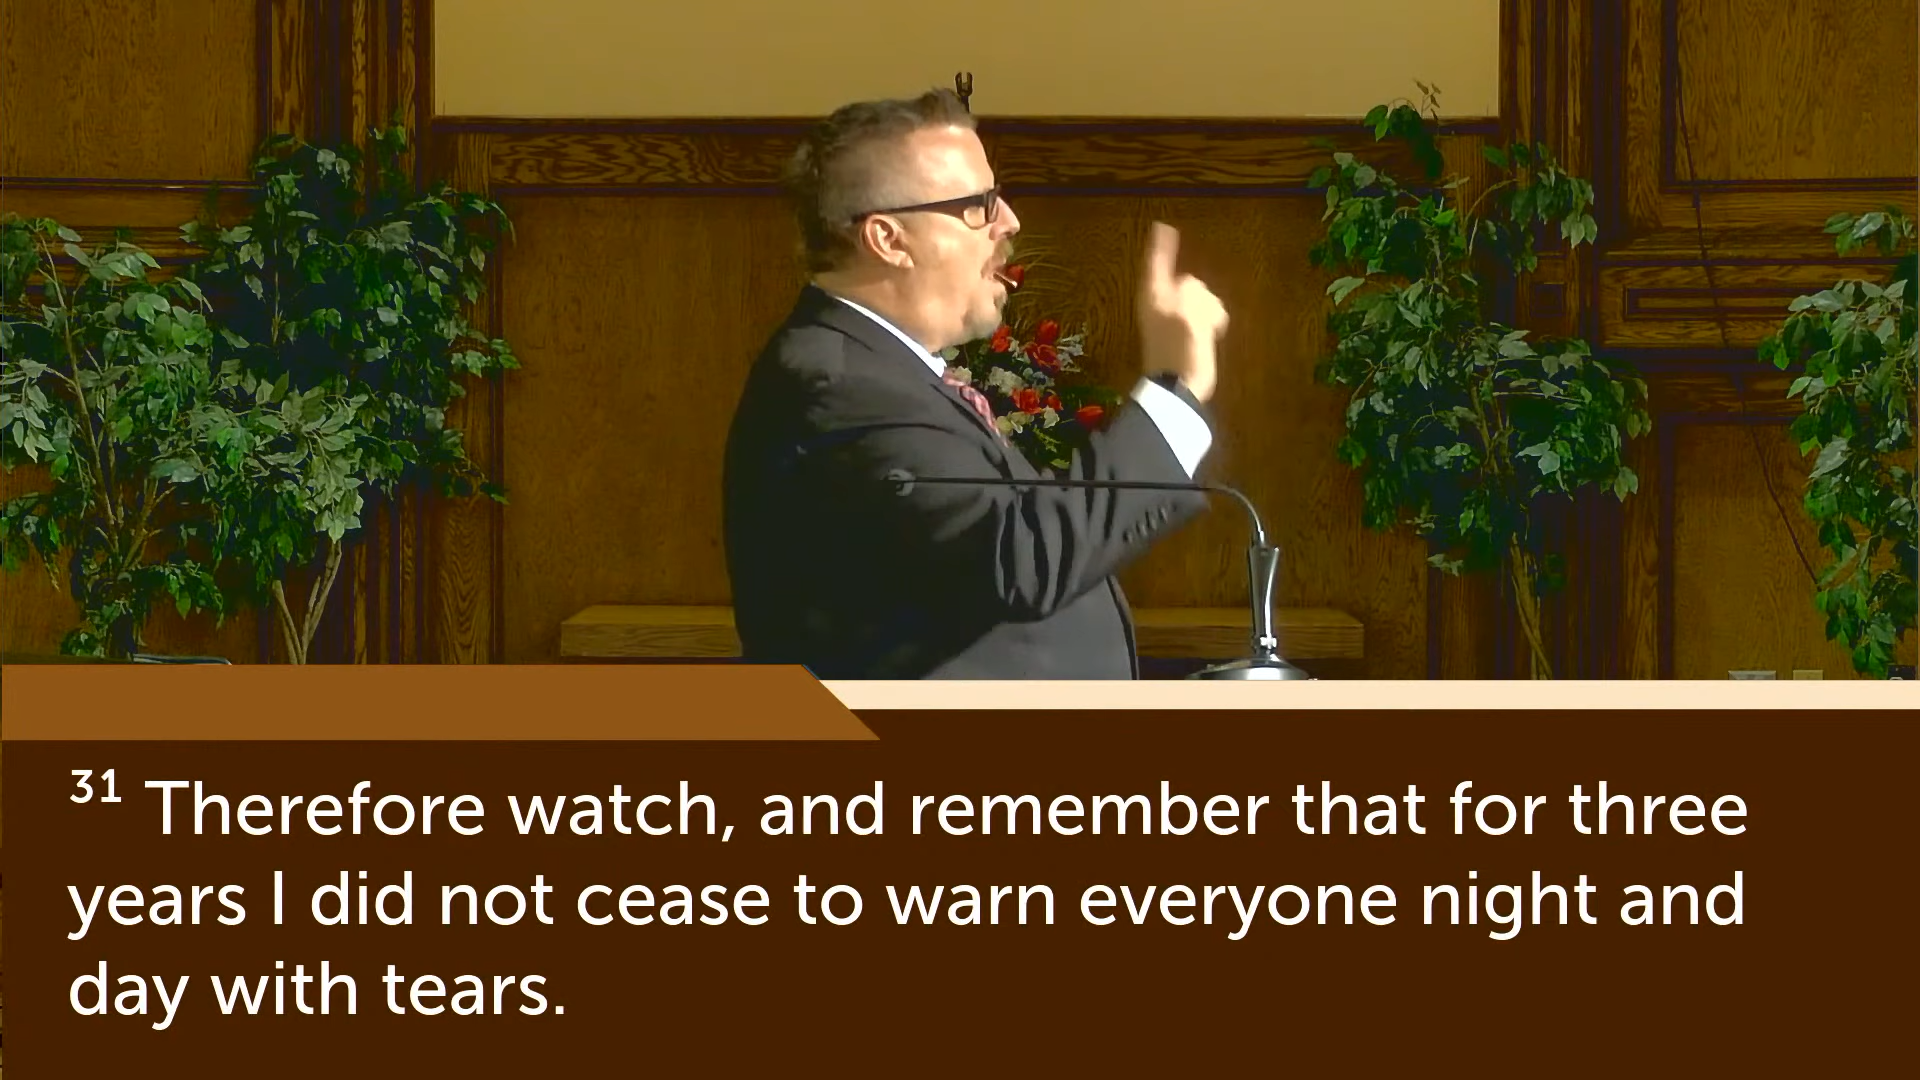 31 Therefore watch, and remember that for three
years I did not cease to warn everyone night and
day with tears.